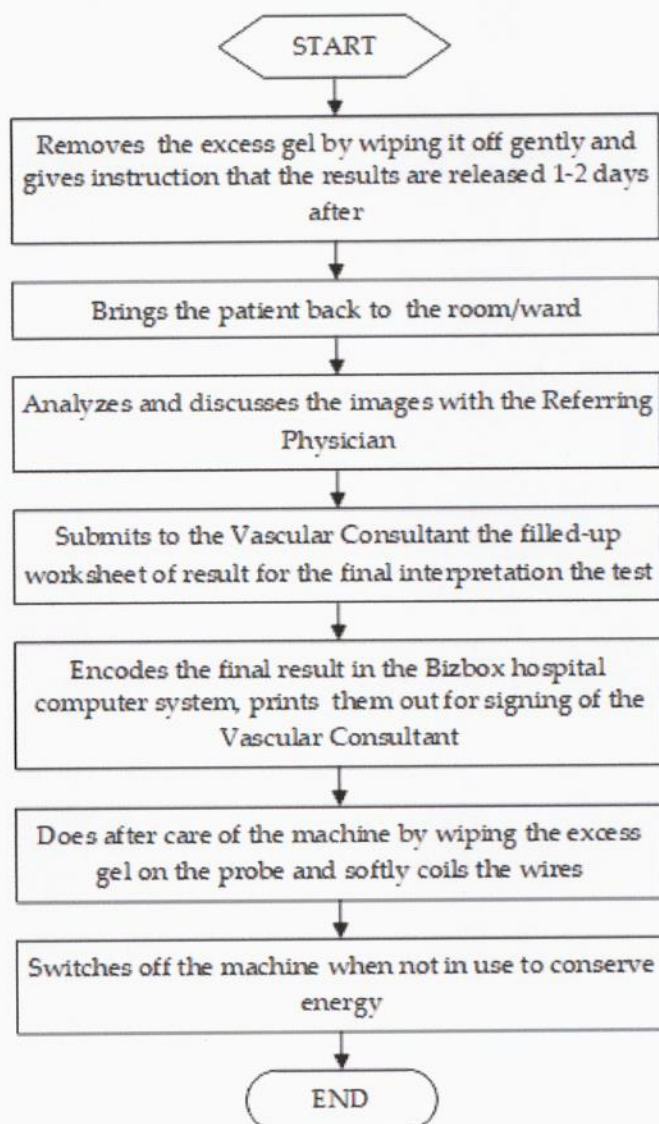 START
Removes the excess gel by wiping it off gently and
gives instruction that the results are released 1-2 days
after
Brings the patient back to the room/ward
Analyzes and discusses the images with the Referring
Physician
Submits to the Vascular Consultant the filled-up
worksheet of result for the final interpretation the test
Encodes the final result in the Bizbox hospital
computer system, prints them out for signing of the
Vascular Consultant
Does after care of the machine by wiping the excess
gel on the probe and softly coils the wires
Switches off the machine when not in use to conserve
energy
END